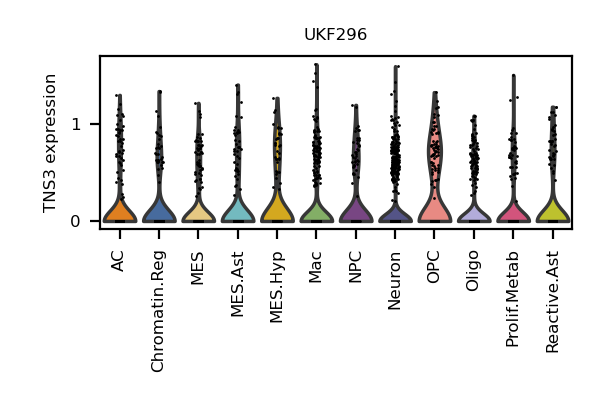 UKF296
TNS3 expression
1
0
AC
Chromatin.Reg
MES
MES.Ast
MES.Hyp
Mac
NPC
Neuron
OPC
Oligo
Prolif.Metab
Reactive.Ast